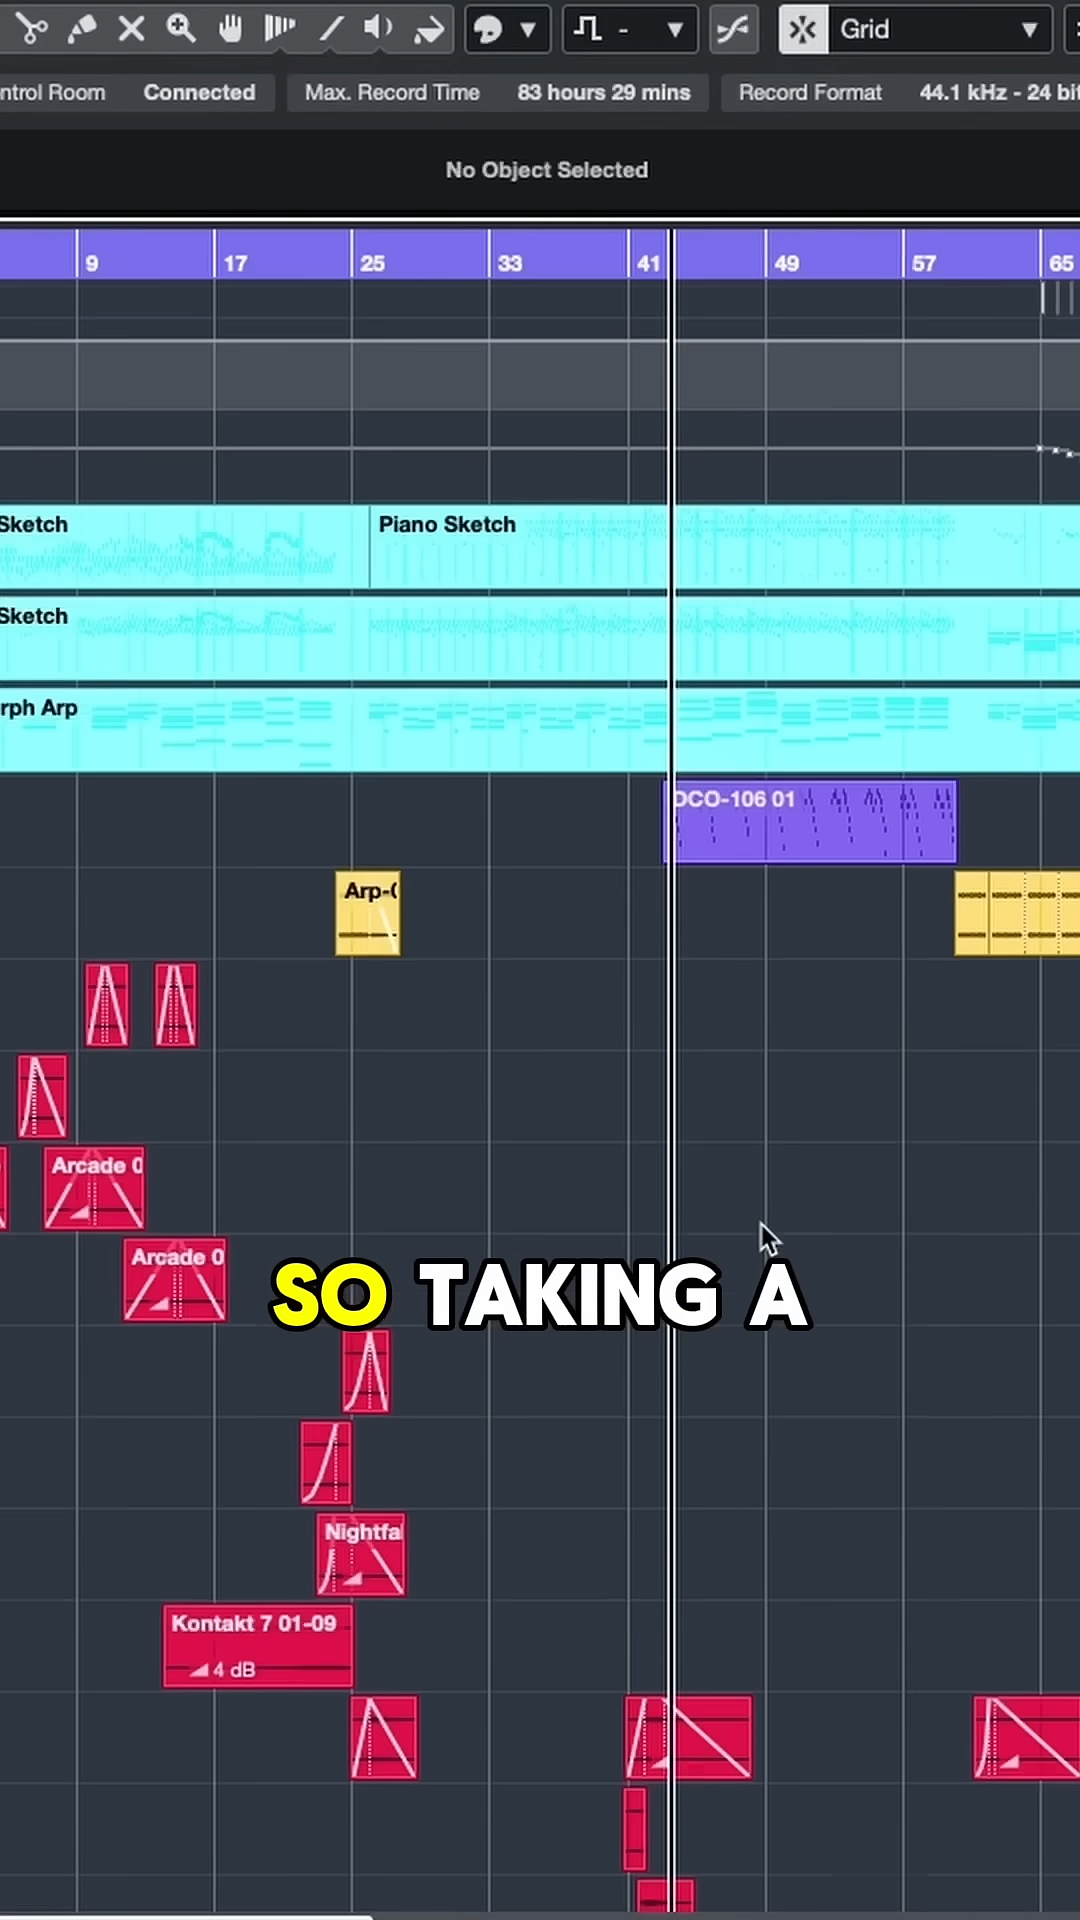 - Grid
ntrol Room Connected Max. Record Time 83 hours 29 mins Record Format 44.1 kHz - 24 bit
No Object Selected
9 17 25 33 41 49 57 65
Sketch Piano Sketch
Sketch
rph Arp
DCO-106 01
Arp-(
Arcade 0
Arcade 0
SO TAKING A
Nightfa
Kontakt 7 01-09
4 dB